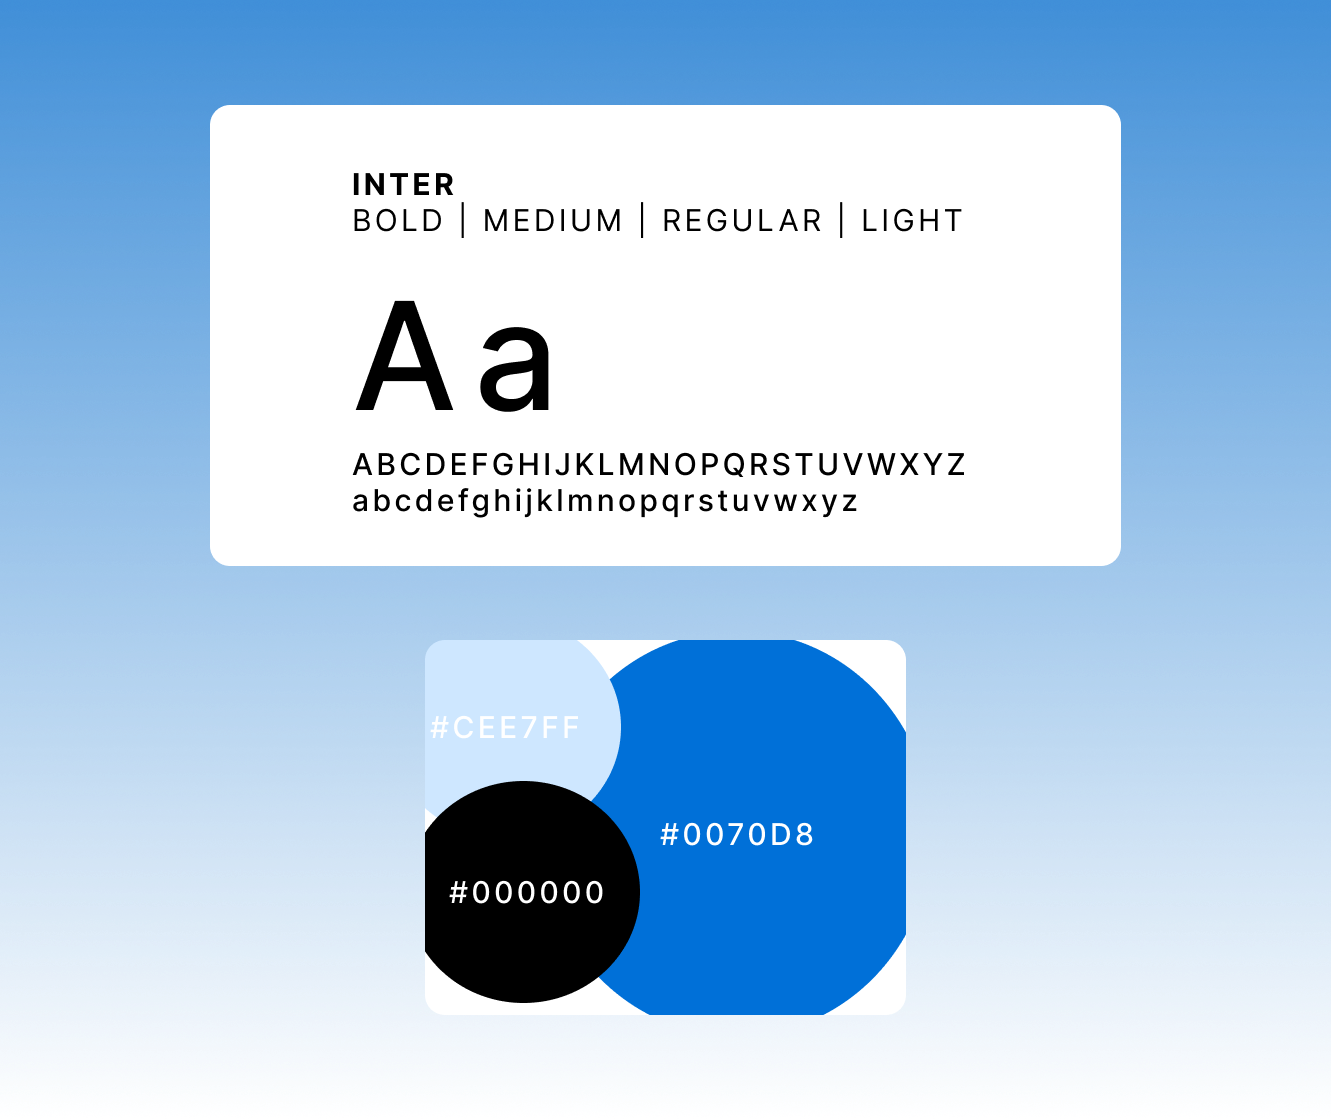 INTER
BOLD | MEDIUM | REGULAR | LIGHT
Aa
ABCDEFGHIJKLMNOPQRSTUVWXYZ
abcdefghijklmnopqrstuvwxyz
#CEE7FF
#0070D8
#000000